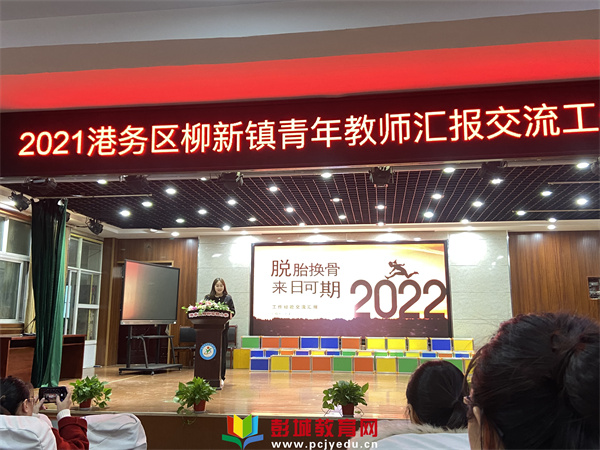 2021港务区柳新镇青年教师汇报交流工
脱胎换骨
来日可期
2022
彭城教育网
www.pcjyedu.cn